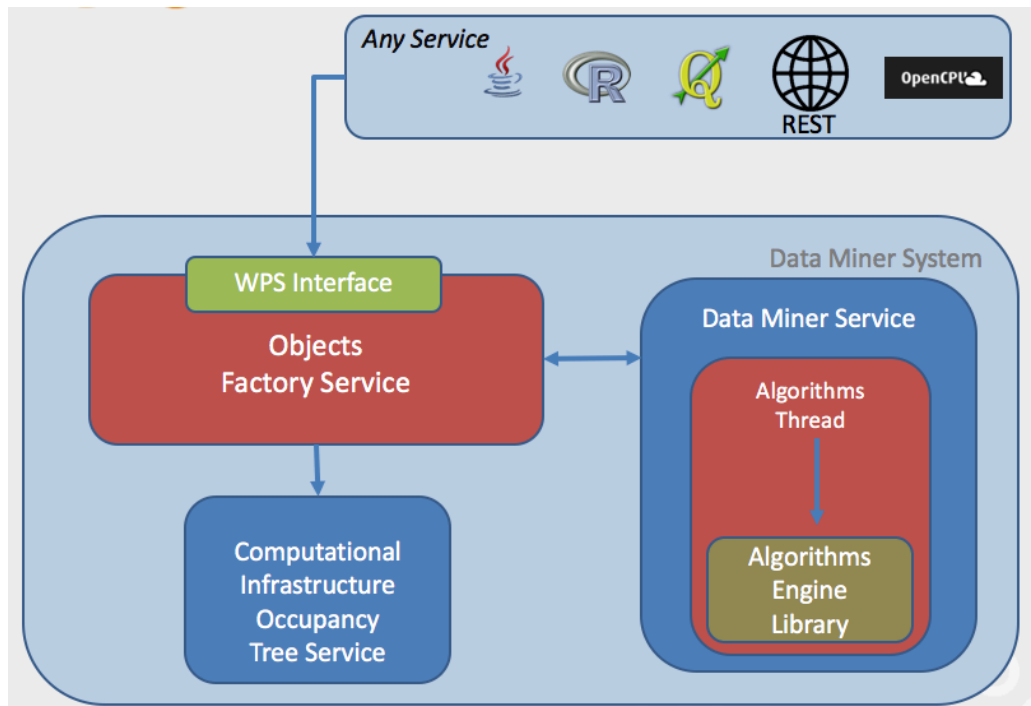 Any Service
R
Q
REST
OpenCPU
Data Miner System
WPS Interface
Objects
Factory Service
Data Miner Service
Algorithms
Thread
Algorithms
Engine
Library
Computational
Infrastructure
Occupancy
Tree Service